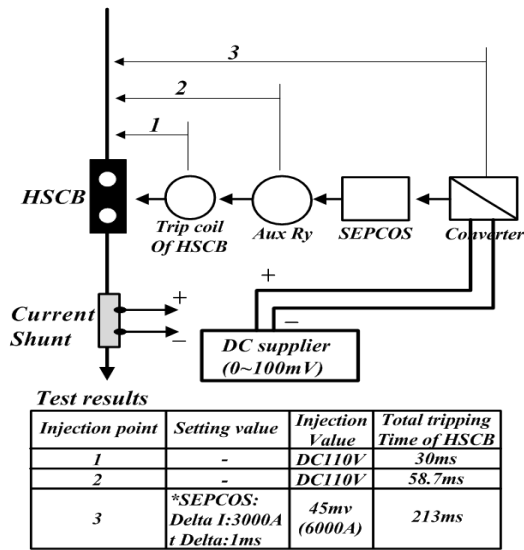 3
2
1
HSCB
Trip coil
Of HSCB
Aux Ry
SEPCOS
Converter
+
−
Current
Shunt
+
−
DC supplier
(0~100mV)
Test results
Injection point Setting value Injection Value Total tripping Time of HSCB
1 - DC110V 30ms
2 - DC110V 58.7ms
3 *SEPCOS: Delta I:3000A t Delta:1ms 45mv (6000A) 213ms